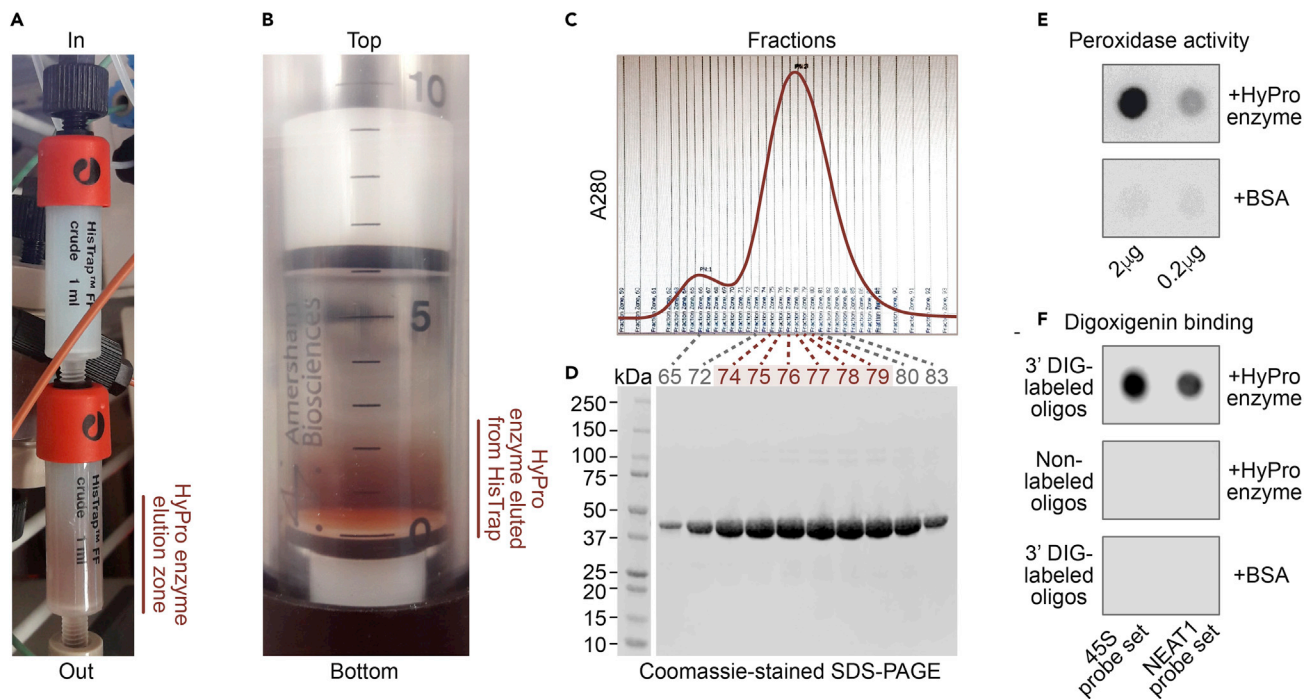 A
In
HisTrap™ FF
crude 1 ml
HisTrap™ FF
crude 1 ml
HyPro enzyme
elution zone
Out
B
Top
10
5
0
Amersham
Biosciences
HyPro
enzyme eluted
from HisTrap
Bottom
C
Fractions
A280
D
kDa
65 72 74 75 76 77 78 79 80 83
250
150
100
75
50
37
25
20
15
10
Coomassie-stained SDS-PAGE
E
Peroxidase activity
+HyPro
enzyme
+BSA
2µg
0.2µg
F
Digoxigenin binding
3' DIG-
labeled
oligos
+HyPro
enzyme
Non-
labeled
oligos
+HyPro
enzyme
3' DIG-
labeled
oligos
+BSA
45S
probe set
NEAT1
probe set